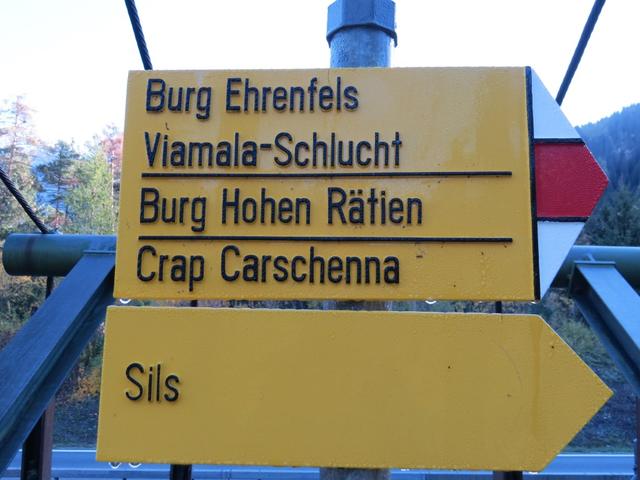 Burg Ehrenfels
Viamala-Schlucht
Burg Hohen Rätien
Crap Carschenna
Sils